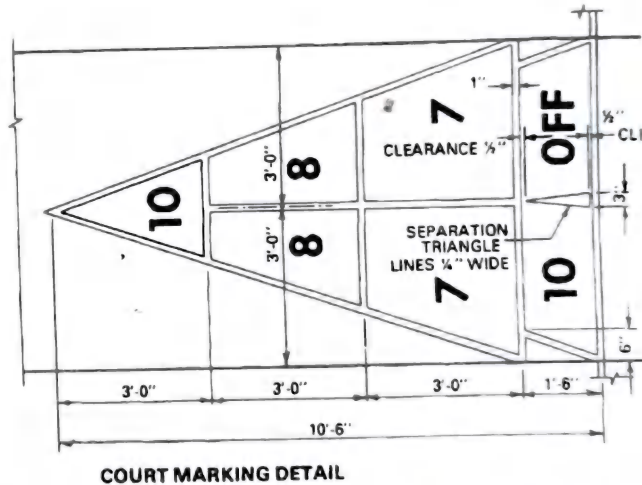 1"
7
OFF
½"
CLEARANCE ½"
3'-0"
8
10
3"
3'-0"
8
SEPARATION
TRIANGLE
LINES ¼" WIDE
7
10
6"
3'-0"
3'-0"
3'-0"
1'-6"
10'-6"
COURT MARKING DETAIL